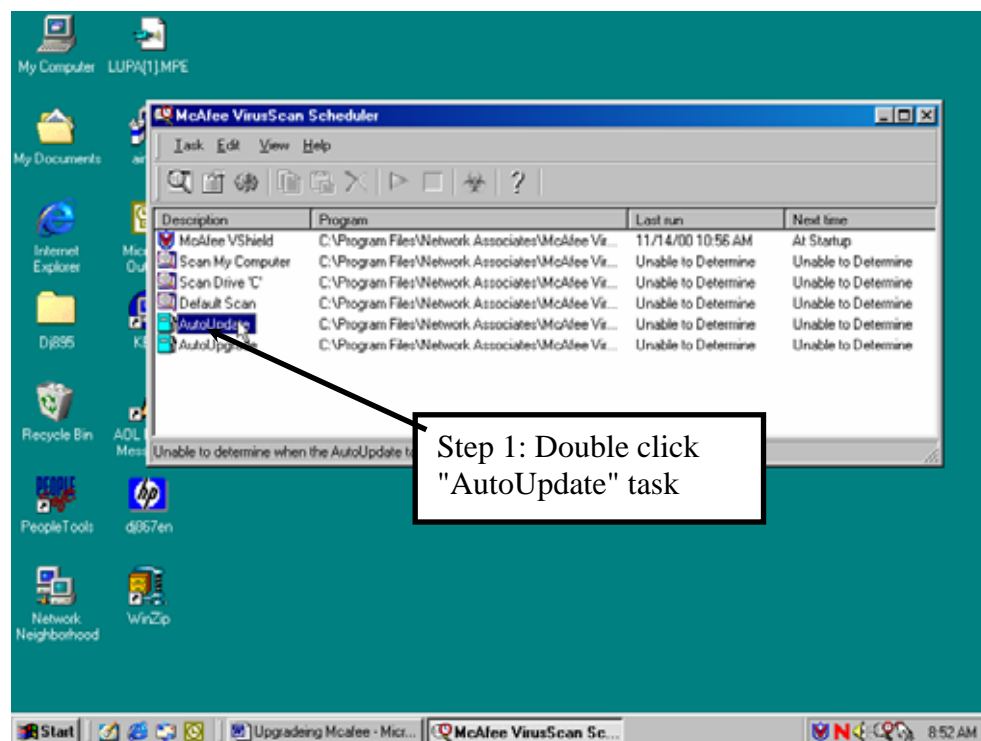 My Computer LUPA[1].MPE
McAfee VirusScan Scheduler
Task Edit View Help
My Documents
Description Program Last run Next time
McAfee VShield C:\Program Files\Network Associates\McAfee Vir... 11/14/00 10:56 AM At Startup
Scan My Computer C:\Program Files\Network Associates\McAfee Vir... Unable to Determine Unable to Determine
Scan Drive 'C' C:\Program Files\Network Associates\McAfee Vir... Unable to Determine Unable to Determine
Default Scan C:\Program Files\Network Associates\McAfee Vir... Unable to Determine Unable to Determine
AutoUpdate C:\Program Files\Network Associates\McAfee Vir... Unable to Determine Unable to Determine
AutoUpgrade C:\Program Files\Network Associates\McAfee Vir... Unable to Determine Unable to Determine
Internet
Explorer
Dj895
Recycle Bin AOL
Unable to determine when the AutoUpdate
Step 1: Double click
"AutoUpdate" task
PEOPLE
hp
PeopleTools dj867en
Network
Neighborhood
WinZip
Start Upgradeing Mcafee - Micr... McAfee VirusScan Sc... 8:52 AM